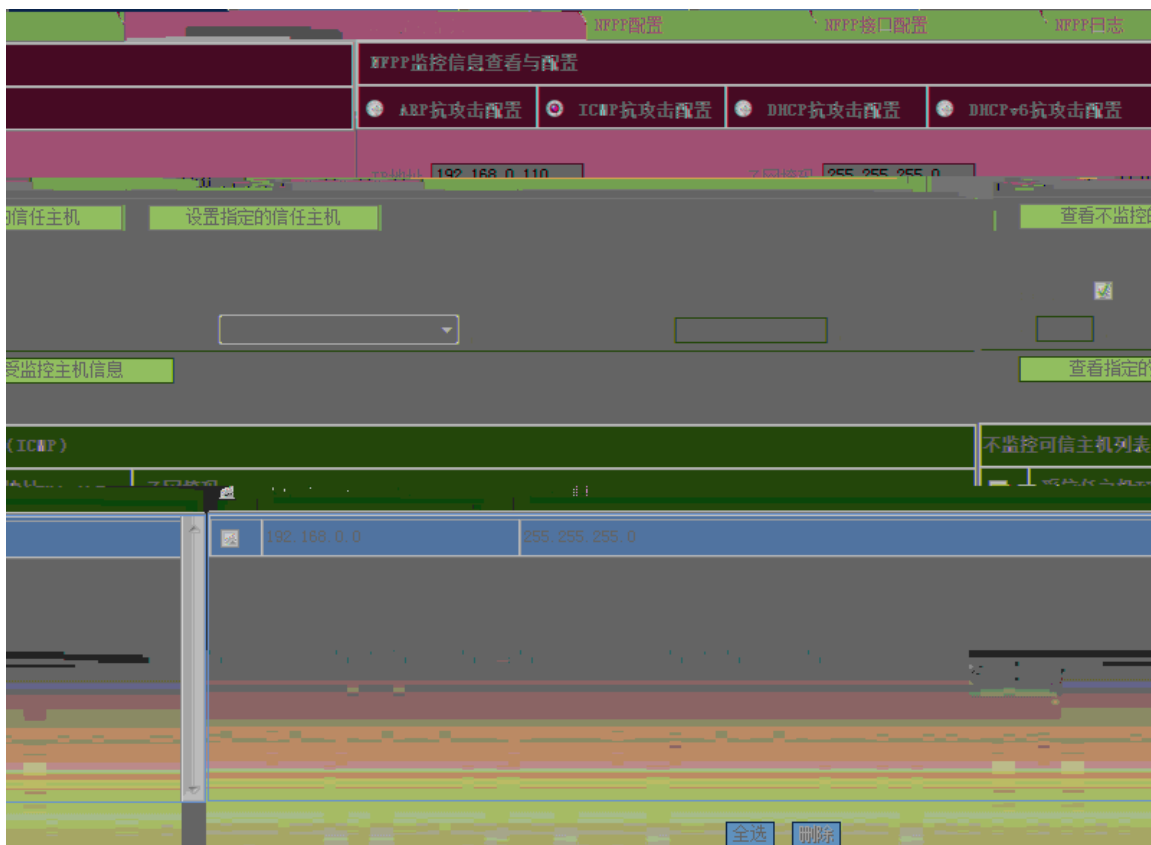 NFPP配置 NFPP接口配置 NFPP日志
NFPP监控信息查看与配置
ARP抗攻击配置 ICMP抗攻击配置 DHCP抗攻击配置 DHCPv6抗攻击配置
192.168.0.110 255.255.255.0
信任主机 设置指定的信任主机 查看不监控的
受监控主机信息 查看指定的
(ICMP) 不监控可信主机列表
192.168.0.0 255.255.255.0
全选 删除